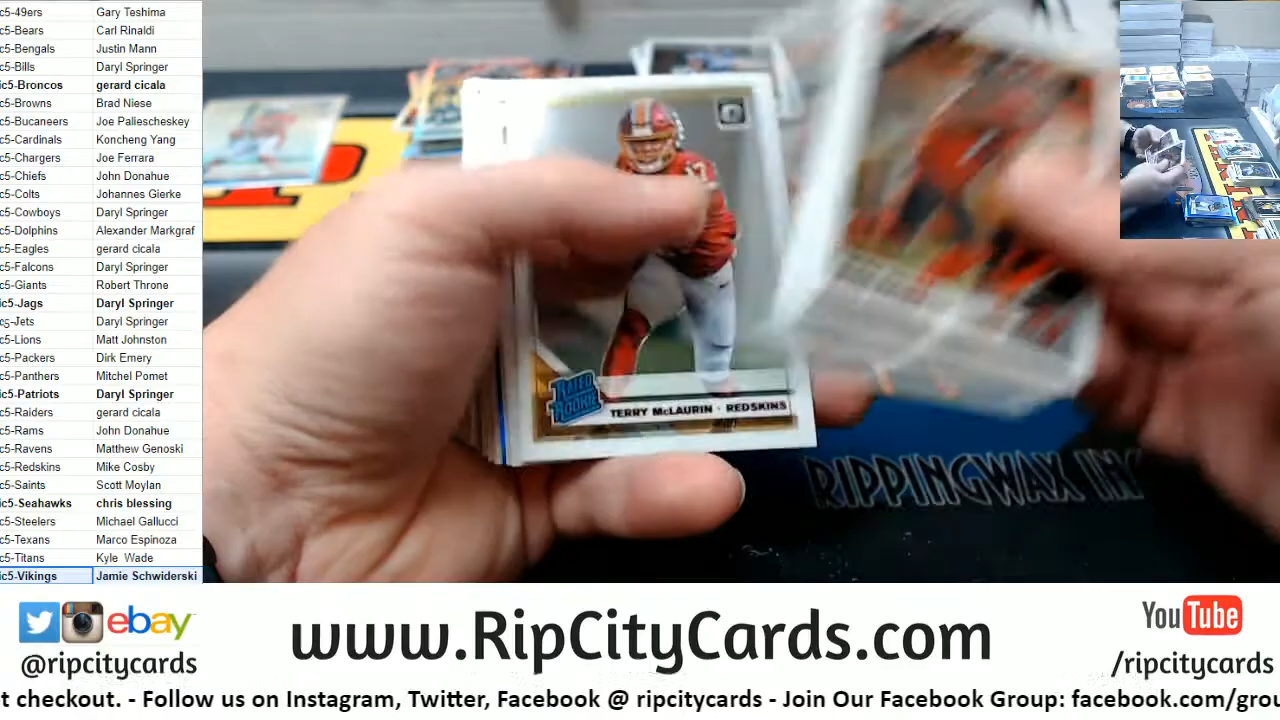 c5-49ers Gary Teshima
c5-Bears Carl Rinaldi
c5-Bengals Justin Mann
c5-Bills Daryl Springer
ic5-Broncos gerard cicala
c5-Browns Brad Niese
c5-Bucaneers Joe Paliescheskey
c5-Cardinals Koncheng Yang
c5-Chargers Joe Ferrara
c5-Chiefs John Donahue
c5-Colts Johannes Gierke
c5-Cowboys Daryl Springer
c5-Dolphins Alexander Markgraf
c5-Eagles gerard cicala
c5-Falcons Daryl Springer
c5-Giants Robert Throne
ic5-Jags Daryl Springer
c5-Jets Daryl Springer
c5-Lions Matt Johnston
c5-Packers Dirk Emery
c5-Panthers Mitchel Pomet
ic5-Patriots Daryl Springer
c5-Raiders gerard cicala
c5-Rams John Donahue
c5-Ravens Matthew Genoski
c5-Redskins Mike Cosby
c5-Saints Scott Moylan
ic5-Seahawks chris blessing
c5-Steelers Michael Gallucci
c5-Texans Marco Espinoza
c5-Titans Kyle Wade
ic5-Vikings Jamie Schwiderski
RATED ROOKIE
TERRY McLAURIN · REDSKINS
RIPPINGWAX IN
ebay
@ripcitycards
www.RipCityCards.com
YouTube
/ripcitycards
t checkout. - Follow us on Instagram, Twitter, Facebook @ ripcitycards - Join Our Facebook Group: facebook.com/grou